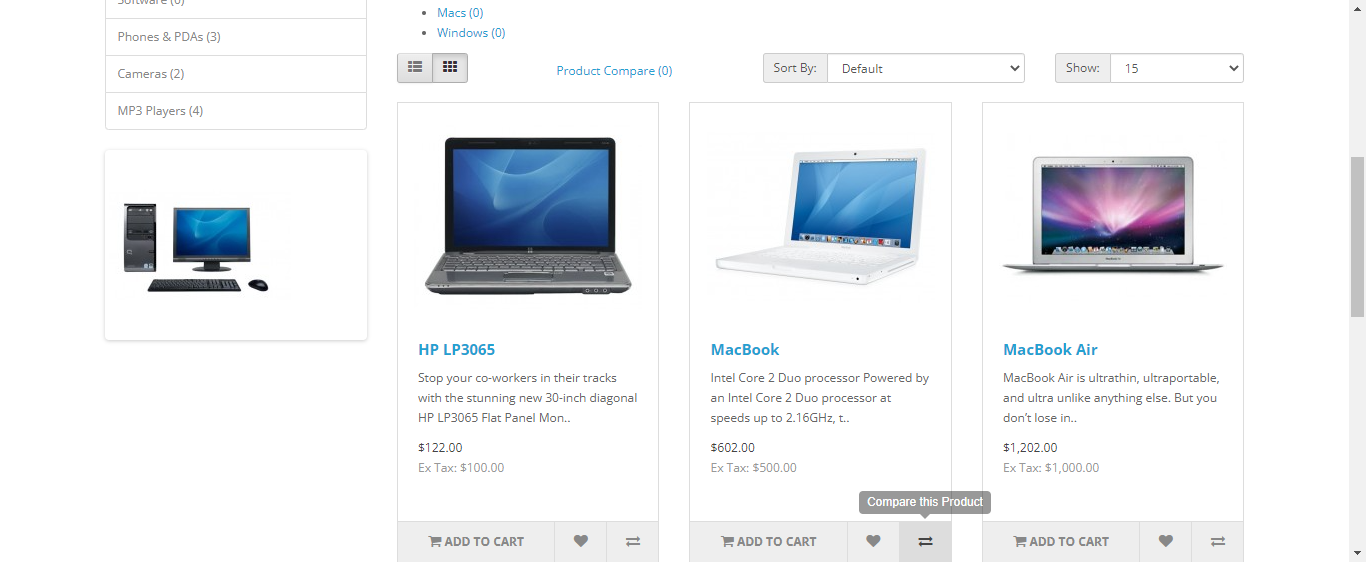 Software (0)
Phones & PDAs (3)
Cameras (2)
MP3 Players (4)
Macs (0)
Windows (0)
Product Compare (0)
Sort By: Default
Show: 15
HP LP3065
Stop your co-workers in their tracks
with the stunning new 30-inch diagonal
HP LP3065 Flat Panel Mon..
$122.00
Ex Tax: $100.00
ADD TO CART
MacBook
Intel Core 2 Duo processor Powered by
an Intel Core 2 Duo processor at
speeds up to 2.16GHz, t..
$602.00
Ex Tax: $500.00
Compare this Product
ADD TO CART
MacBook Air
MacBook Air is ultrathin, ultraportable,
and ultra unlike anything else. But you
don’t lose in..
$1,202.00
Ex Tax: $1,000.00
ADD TO CART